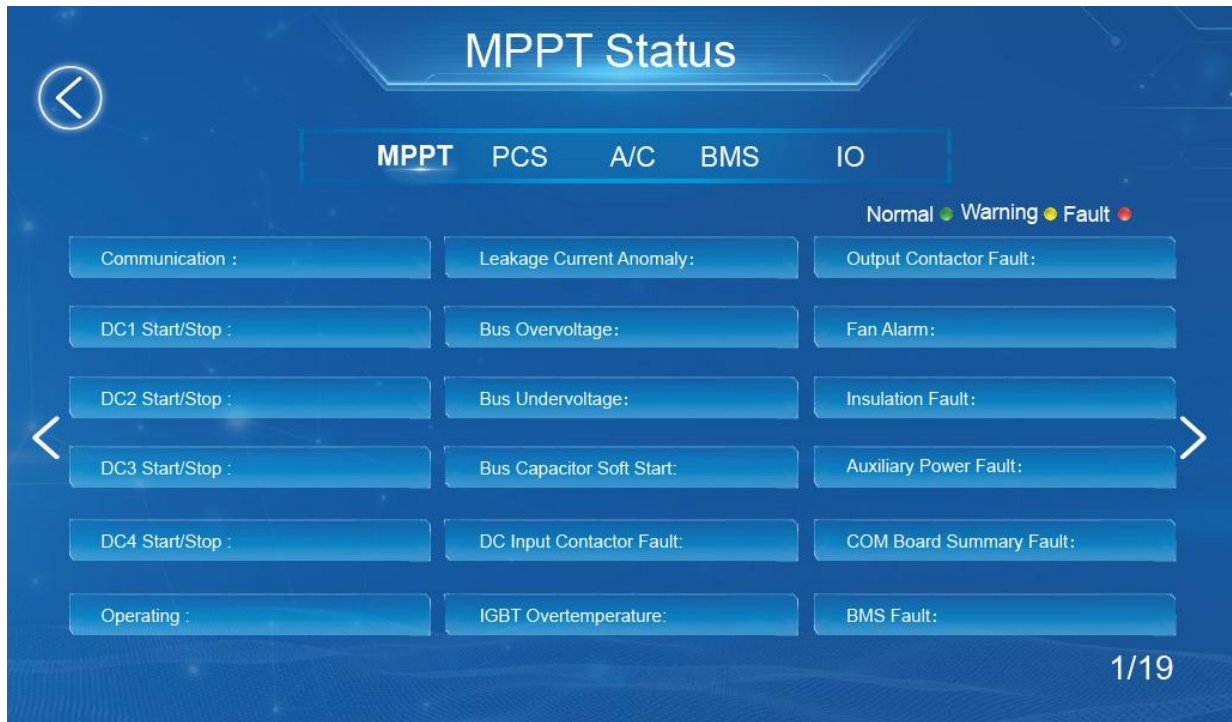 MPPT Status
MPPT PCS A/C BMS IO
Normal Warning Fault
Communication : Leakage Current Anomaly: Output Contactor Fault:
DC1 Start/Stop : Bus Overvoltage: Fan Alarm:
DC2 Start/Stop : Bus Undervoltage: Insulation Fault:
DC3 Start/Stop : Bus Capacitor Soft Start: Auxiliary Power Fault:
DC4 Start/Stop : DC Input Contactor Fault: COM Board Summary Fault:
Operating : IGBT Overtemperature: BMS Fault:
1/19